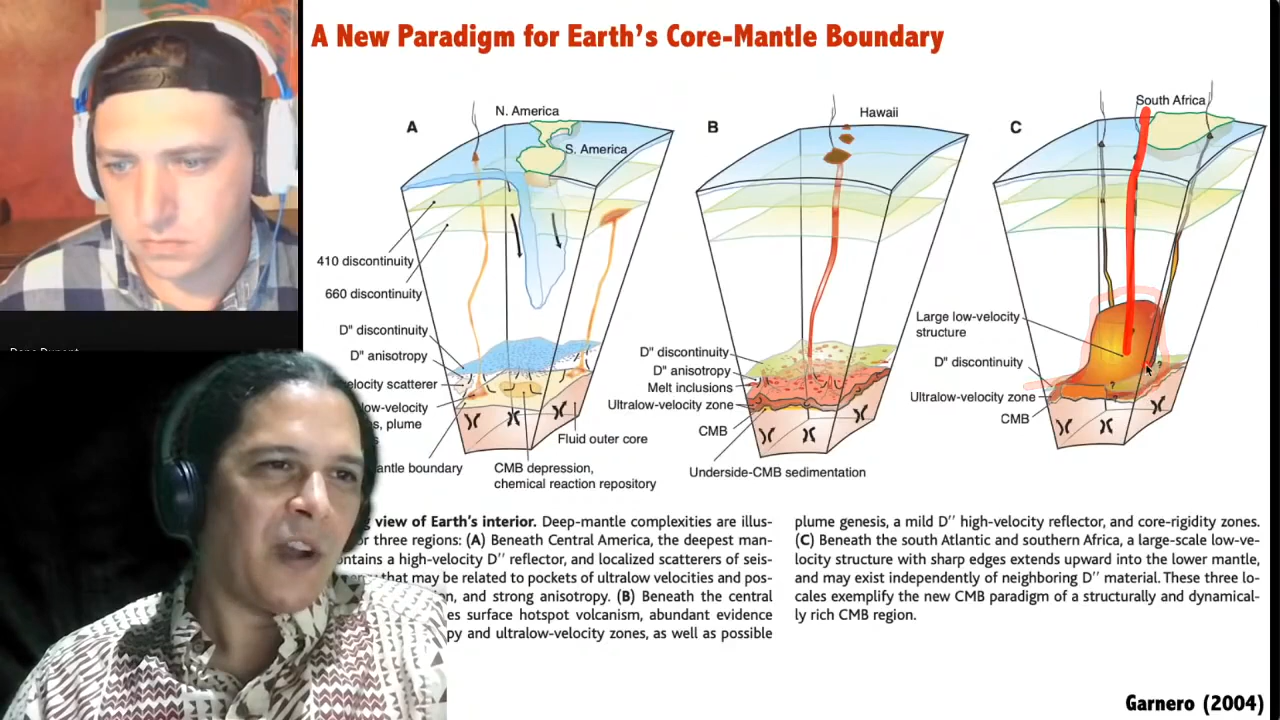 A New Paradigm for Earth's Core-Mantle Boundary
A
N. America
S. America
410 discontinuity
660 discontinuity
D" discontinuity
D" anisotropy
velocity scatterer
low-velocity
plume
mantle boundary
CMB depression,
chemical reaction repository
Fluid outer core
B
Hawaii
D" discontinuity
D" anisotropy
Melt inclusions
Ultralow-velocity zone
CMB
Underside-CMB sedimentation
C
South Africa
Large low-velocity
structure
D" discontinuity
Ultralow-velocity zone
CMB
?
?
view of Earth's interior. Deep-mantle complexities are illus-
three regions: (A) Beneath Central America, the deepest man-
contains a high-velocity D" reflector, and localized scatterers of seis-
that may be related to pockets of ultralow velocities and pos-
and strong anisotropy. (B) Beneath the central
surface hotspot volcanism, abundant evidence
and ultralow-velocity zones, as well as possible
plume genesis, a mild D" high-velocity reflector, and core-rigidity zones.
(C) Beneath the south Atlantic and southern Africa, a large-scale low-ve-
locity structure with sharp edges extends upward into the lower mantle,
and may exist independently of neighboring D" material. These three lo-
cales exemplify the new CMB paradigm of a structurally and dynamical-
ly rich CMB region.
Garnero (2004)